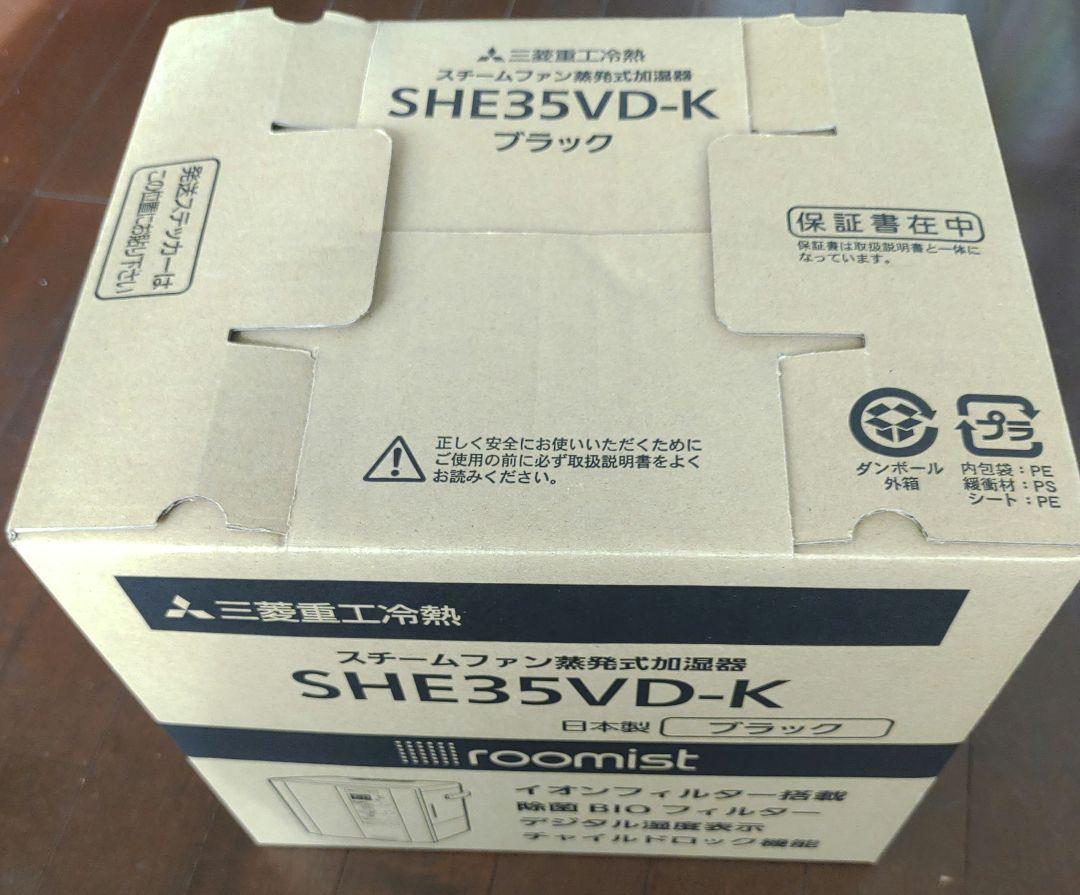 三菱重工冷熱
スチームファン蒸発式加湿器
SHE35VD-K
ブラック
発送ステッカーは
この位置にお貼り下さい
保証書在中
保証書は取扱説明書と一体に
なっています。
正しく安全にお使いいただくために
ご使用の前に必ず取扱説明書をよく
お読みください。
ダンボール
外箱
プラ
内包袋：PE
緩衝材：PS
シート：PE
三菱重工冷熱
スチームファン蒸発式加湿器
SHE35VD-K
日本製 ブラック
roomist
イオンフィルター搭載
除菌BIOフィルター
デジタル湿度表示
チャイルドロック機能